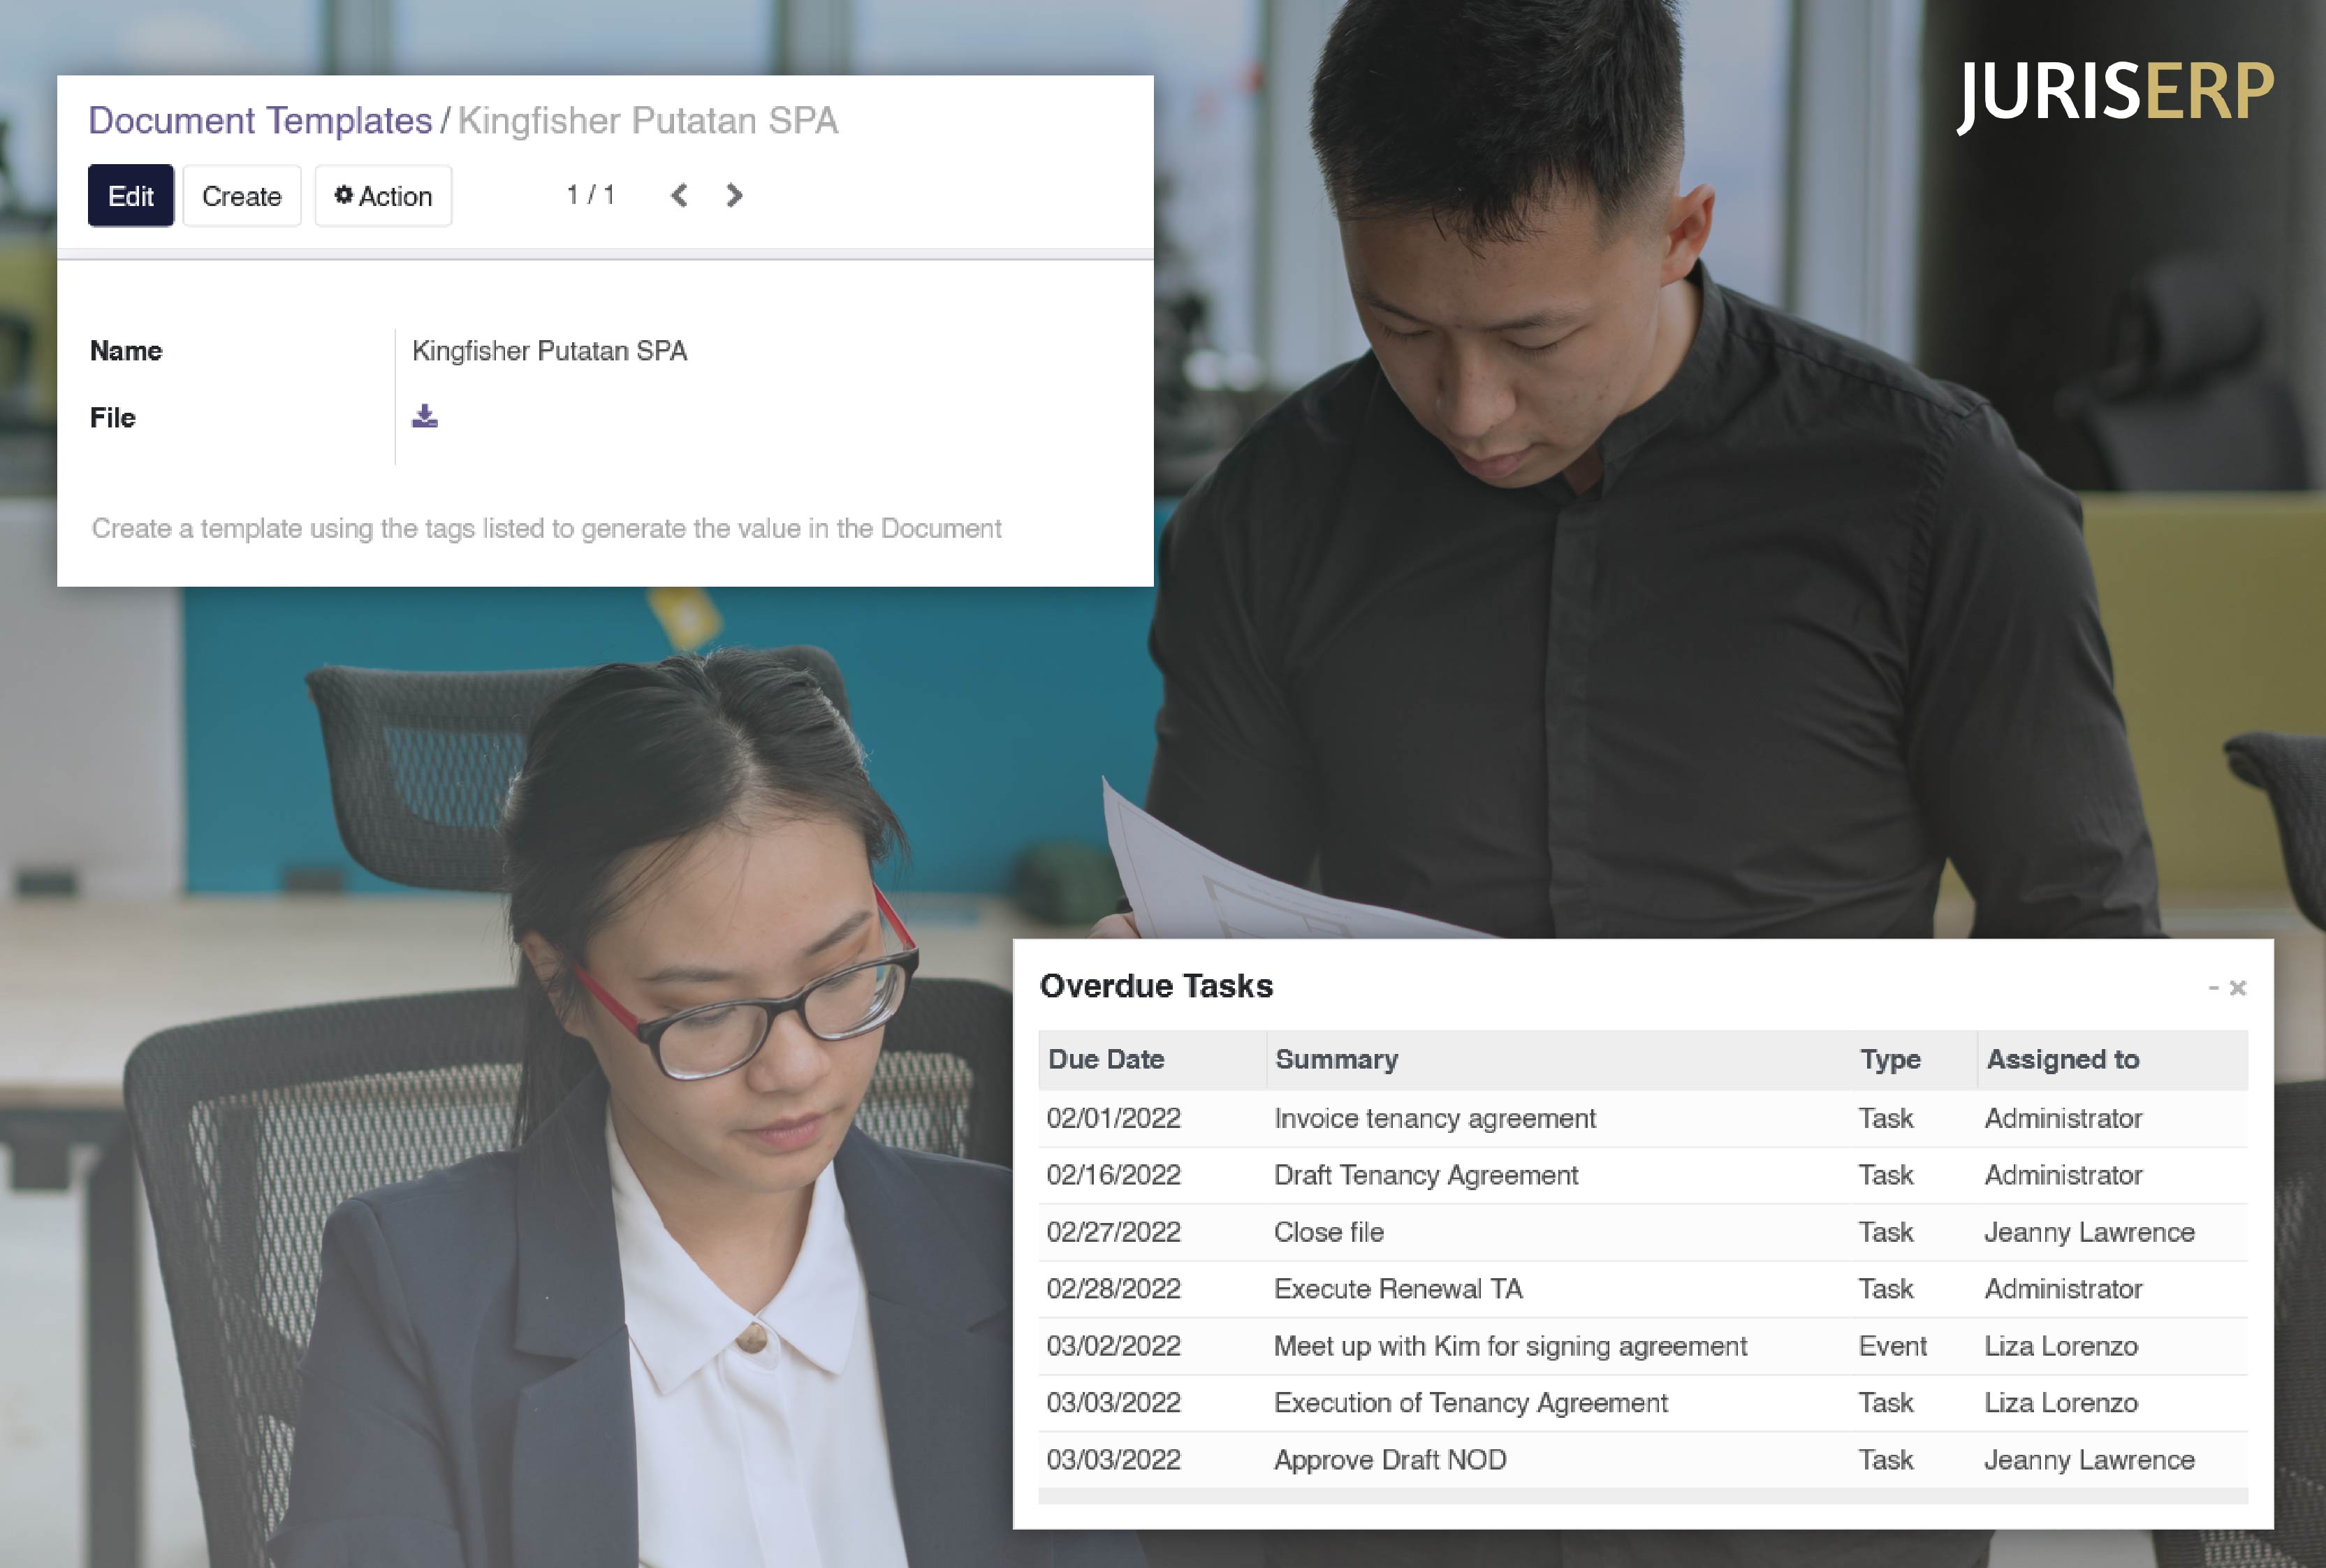 JURISERP
Document Templates / Kingfisher Putatan SPA
Edit Create Action 1 / 1
Name Kingfisher Putatan SPA
File
Create a template using the tags listed to generate the value in the Document
Overdue Tasks
Due Date Summary Type Assigned to
02/01/2022 Invoice tenancy agreement Task Administrator
02/16/2022 Draft Tenancy Agreement Task Administrator
02/27/2022 Close file Task Jeanny Lawrence
02/28/2022 Execute Renewal TA Task Administrator
03/02/2022 Meet up with Kim for signing agreement Event Liza Lorenzo
03/03/2022 Execution of Tenancy Agreement Task Liza Lorenzo
03/03/2022 Approve Draft NOD Task Jeanny Lawrence